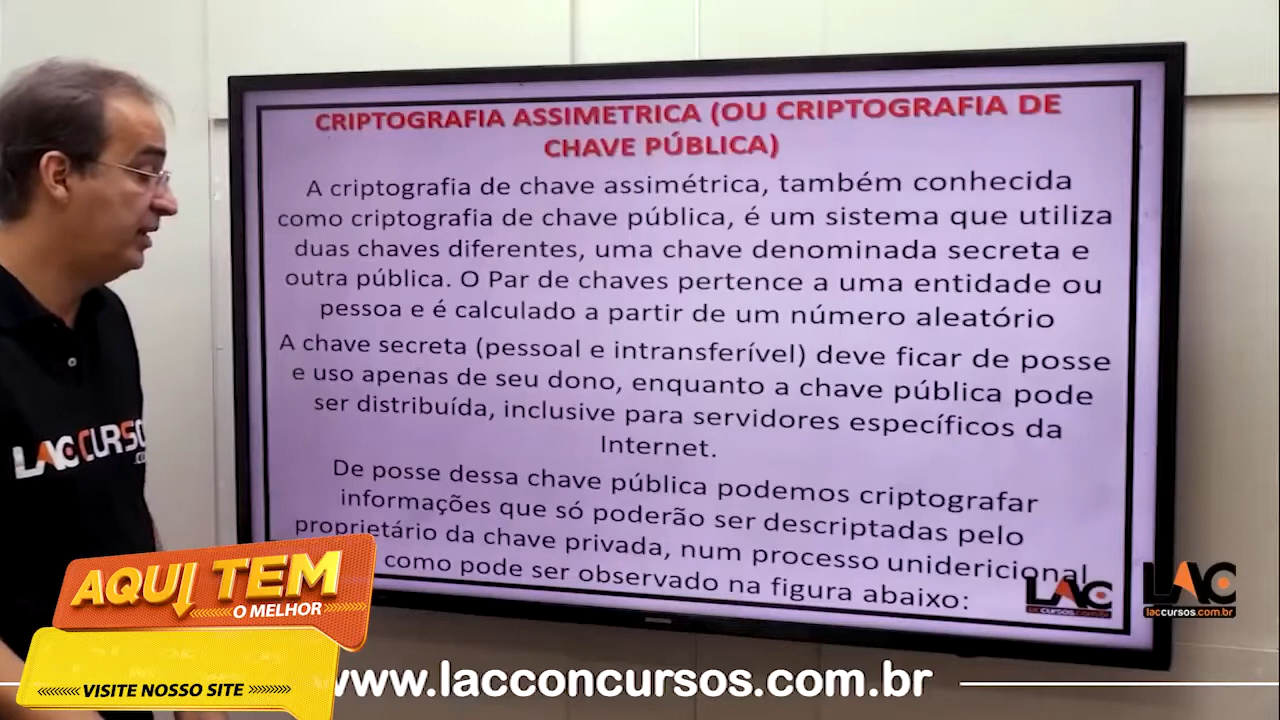 CRIPTOGRAFIA ASSIMETRICA (OU CRIPTOGRAFIA DE
CHAVE PÚBLICA)
A criptografia de chave assimétrica, também conhecida
como criptografia de chave pública, é um sistema que utiliza
duas chaves diferentes, uma chave denominada secreta e
outra pública. O Par de chaves pertence a uma entidade ou
pessoa e é calculado a partir de um número aleatório
A chave secreta (pessoal e intransferível) deve ficar de posse
e uso apenas de seu dono, enquanto a chave pública pode
ser distribuída, inclusive para servidores específicos da
Internet.
De posse dessa chave pública podemos criptografar
informações que só poderão ser descriptadas pelo
proprietário da chave privada, num processo unidericional
como pode ser observado na figura abaixo:
LAC
laccursos.com.br
LAC
laccursos.com.br
LAC CURSO
AQUI TEM
O MELHOR
VISITE NOSSO SITE
www.lacconcursos.com.br